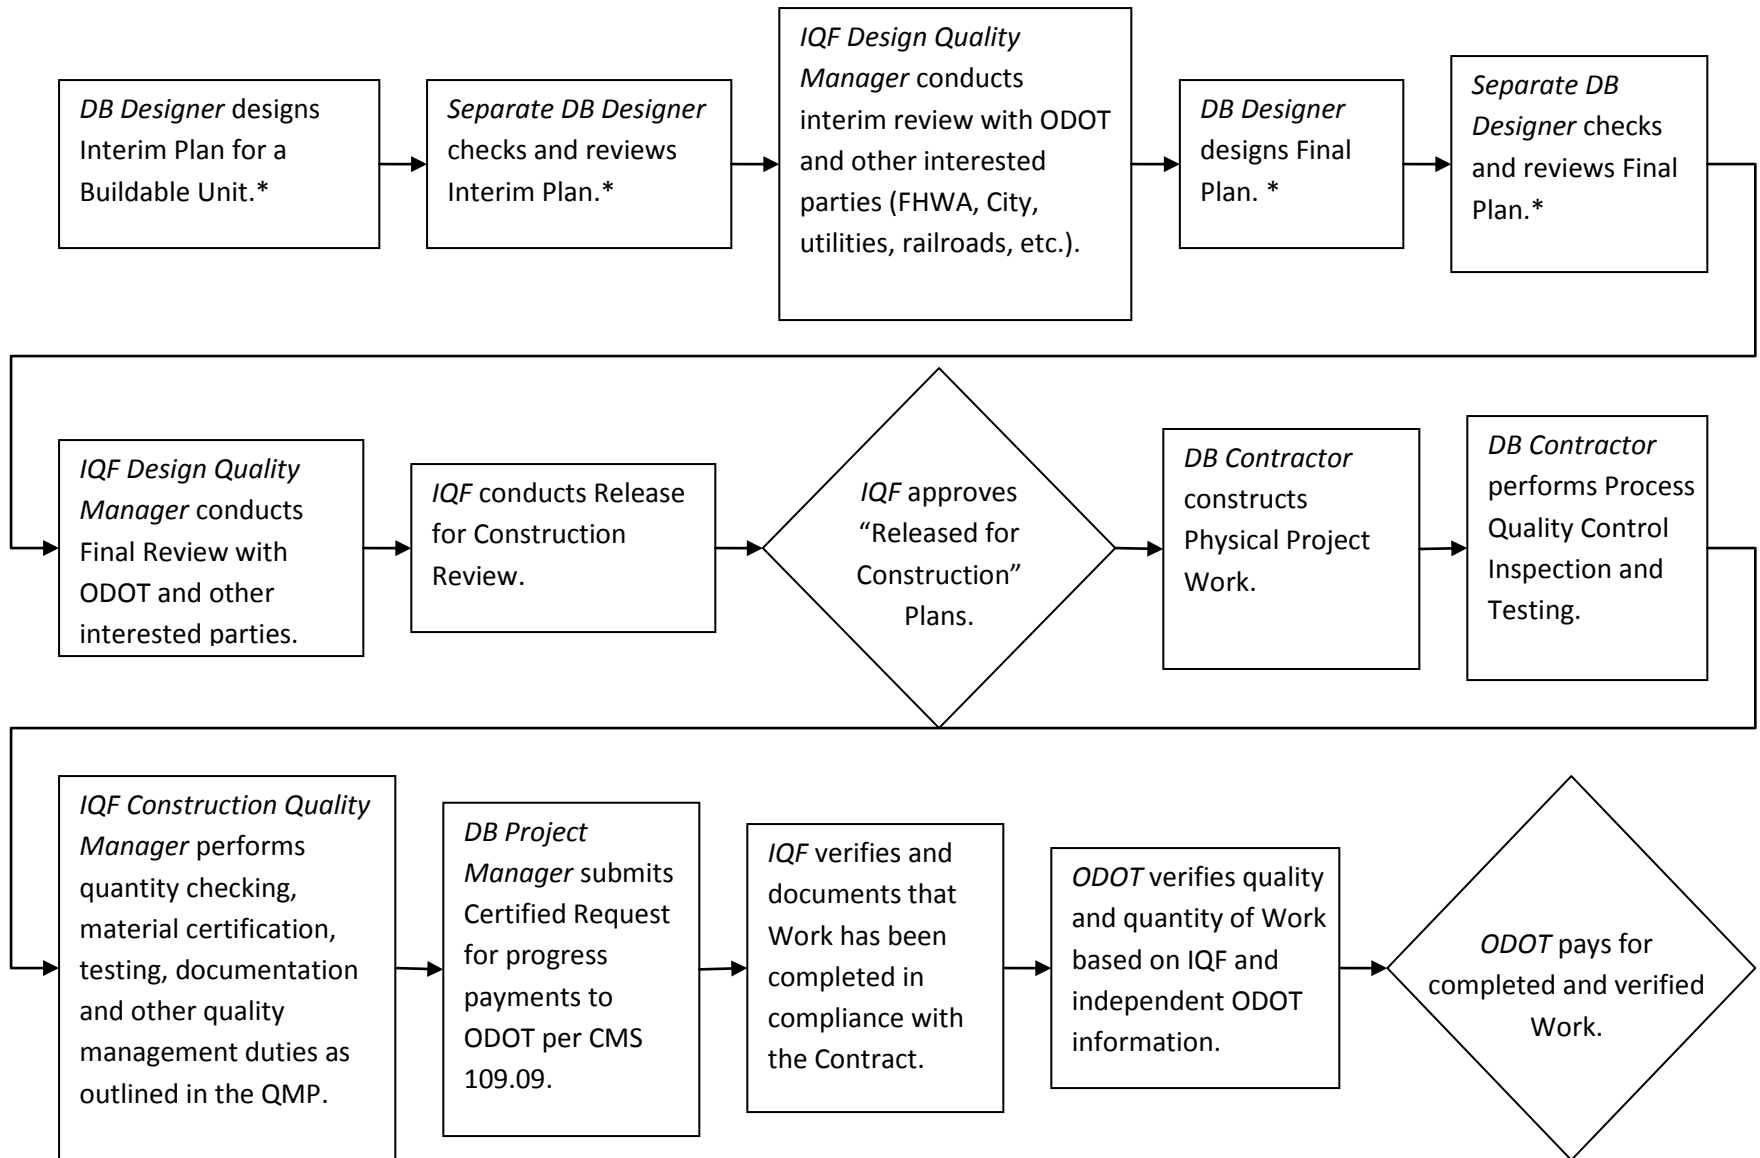 DB Designer designs
Interim Plan for a
Buildable Unit.*
Separate DB Designer
checks and reviews
Interim Plan.*
IQF Design Quality
Manager conducts
interim review with ODOT
and other interested
parties (FHWA, City,
utilities, railroads, etc.).
DB Designer
designs Final
Plan. *
Separate DB
Designer checks
and reviews Final
Plan.*
IQF Design Quality
Manager conducts
Final Review with
ODOT and other
interested parties.
IQF conducts Release
for Construction
Review.
IQF approves
“Released for
Construction”
Plans.
DB Contractor
constructs
Physical Project
Work.
DB Contractor
performs Process
Quality Control
Inspection and
Testing.
IQF Construction Quality
Manager performs
quantity checking,
material certification,
testing, documentation
and other quality
management duties as
outlined in the QMP.
DB Project
Manager submits
Certified Request
for progress
payments to
ODOT per CMS
109.09.
IQF verifies and
documents that
Work has been
completed in
compliance with
the Contract.
ODOT verifies quality
and quantity of Work
based on IQF and
independent ODOT
information.
ODOT pays for
completed and verified
Work.